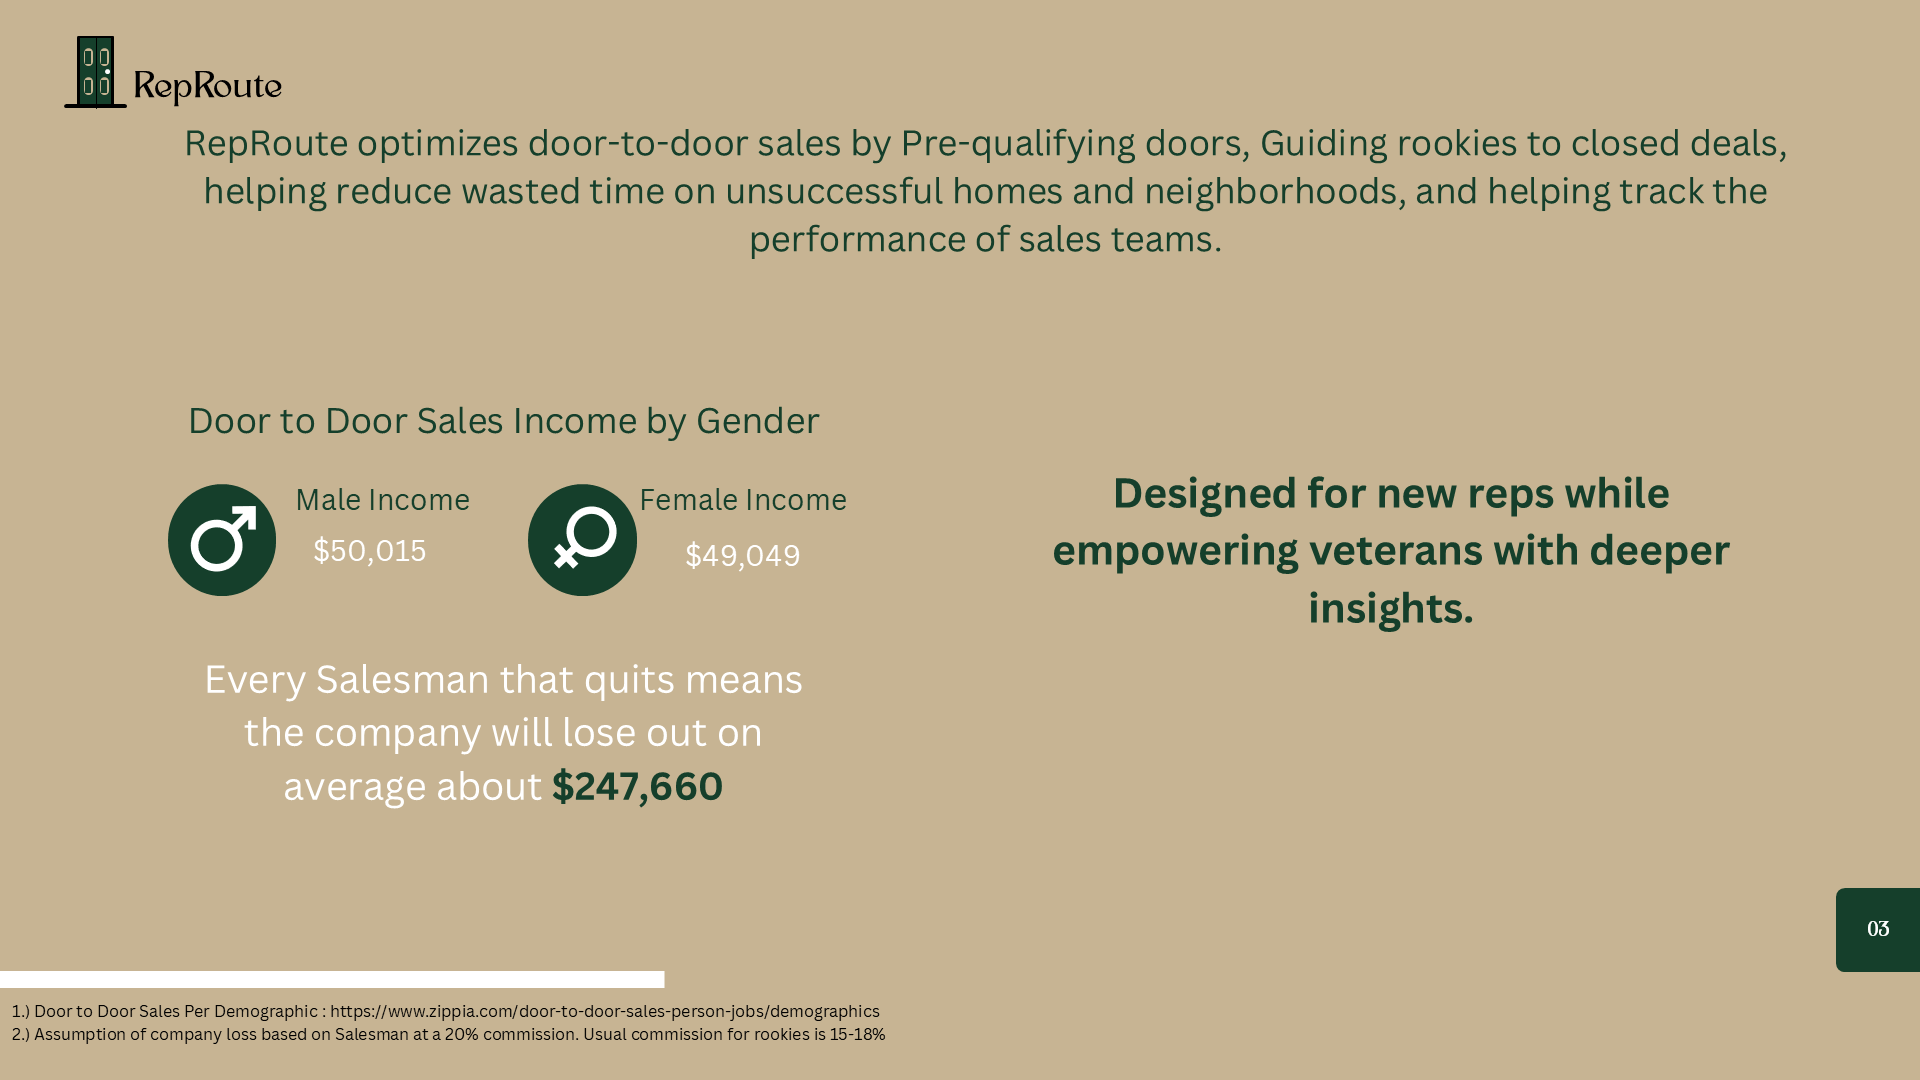 RepRoute
RepRoute optimizes door-to-door sales by Pre-qualifying doors, Guiding rookies to closed deals,
helping reduce wasted time on unsuccessful homes and neighborhoods, and helping track the
performance of sales teams.
Door to Door Sales Income by Gender
Male Income
$50,015
Female Income
$49,049
Every Salesman that quits means
the company will lose out on
average about $247,660
Designed for new reps while
empowering veterans with deeper
insights.
03
1.) Door to Door Sales Per Demographic : https://www.zippia.com/door-to-door-sales-person-jobs/demographics
2.) Assumption of company loss based on Salesman at a 20% commission. Usual commission for rookies is 15-18%